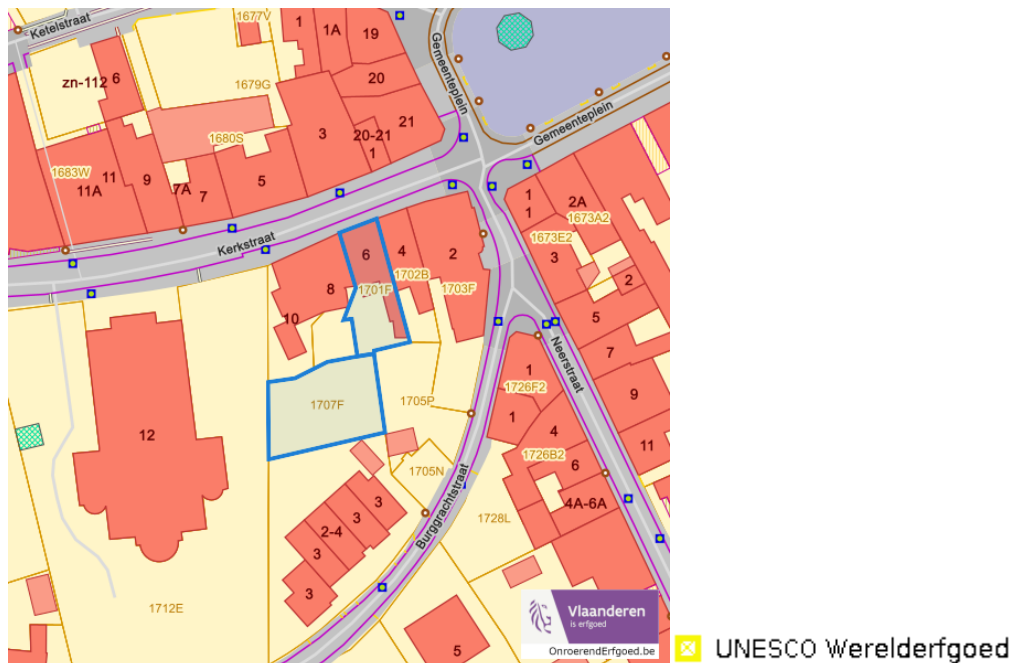 Ketelstraat
1677V
1
1A
19
Gemeenteplein
zn-112
6
1679G
20
3
20-21
21
1
1680S
Gemeenteplein
1683W
11
11A
9
7A
7
5
1
1
2A
1673A2
1673E2
3
2
Kerkstraat
6
4
2
1702B
1701F
1703F
8
10
5
7
Neerstraat
1
1726F2
1
9
1707F
1705P
12
4
11
1726B2
6
1705N
4A-6A
3
3
2-4
3
3
Burggrachtstraat
1728L
1712E
5
Vlaanderen
is erfgoed
OnroerendErfgoed.be
UNESCO Werelderfgoed